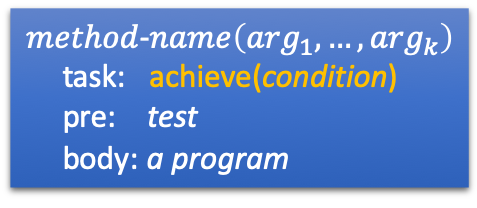 method-name(arg₁, ..., argₖ)
task: achieve(condition)
pre: test
body: a program